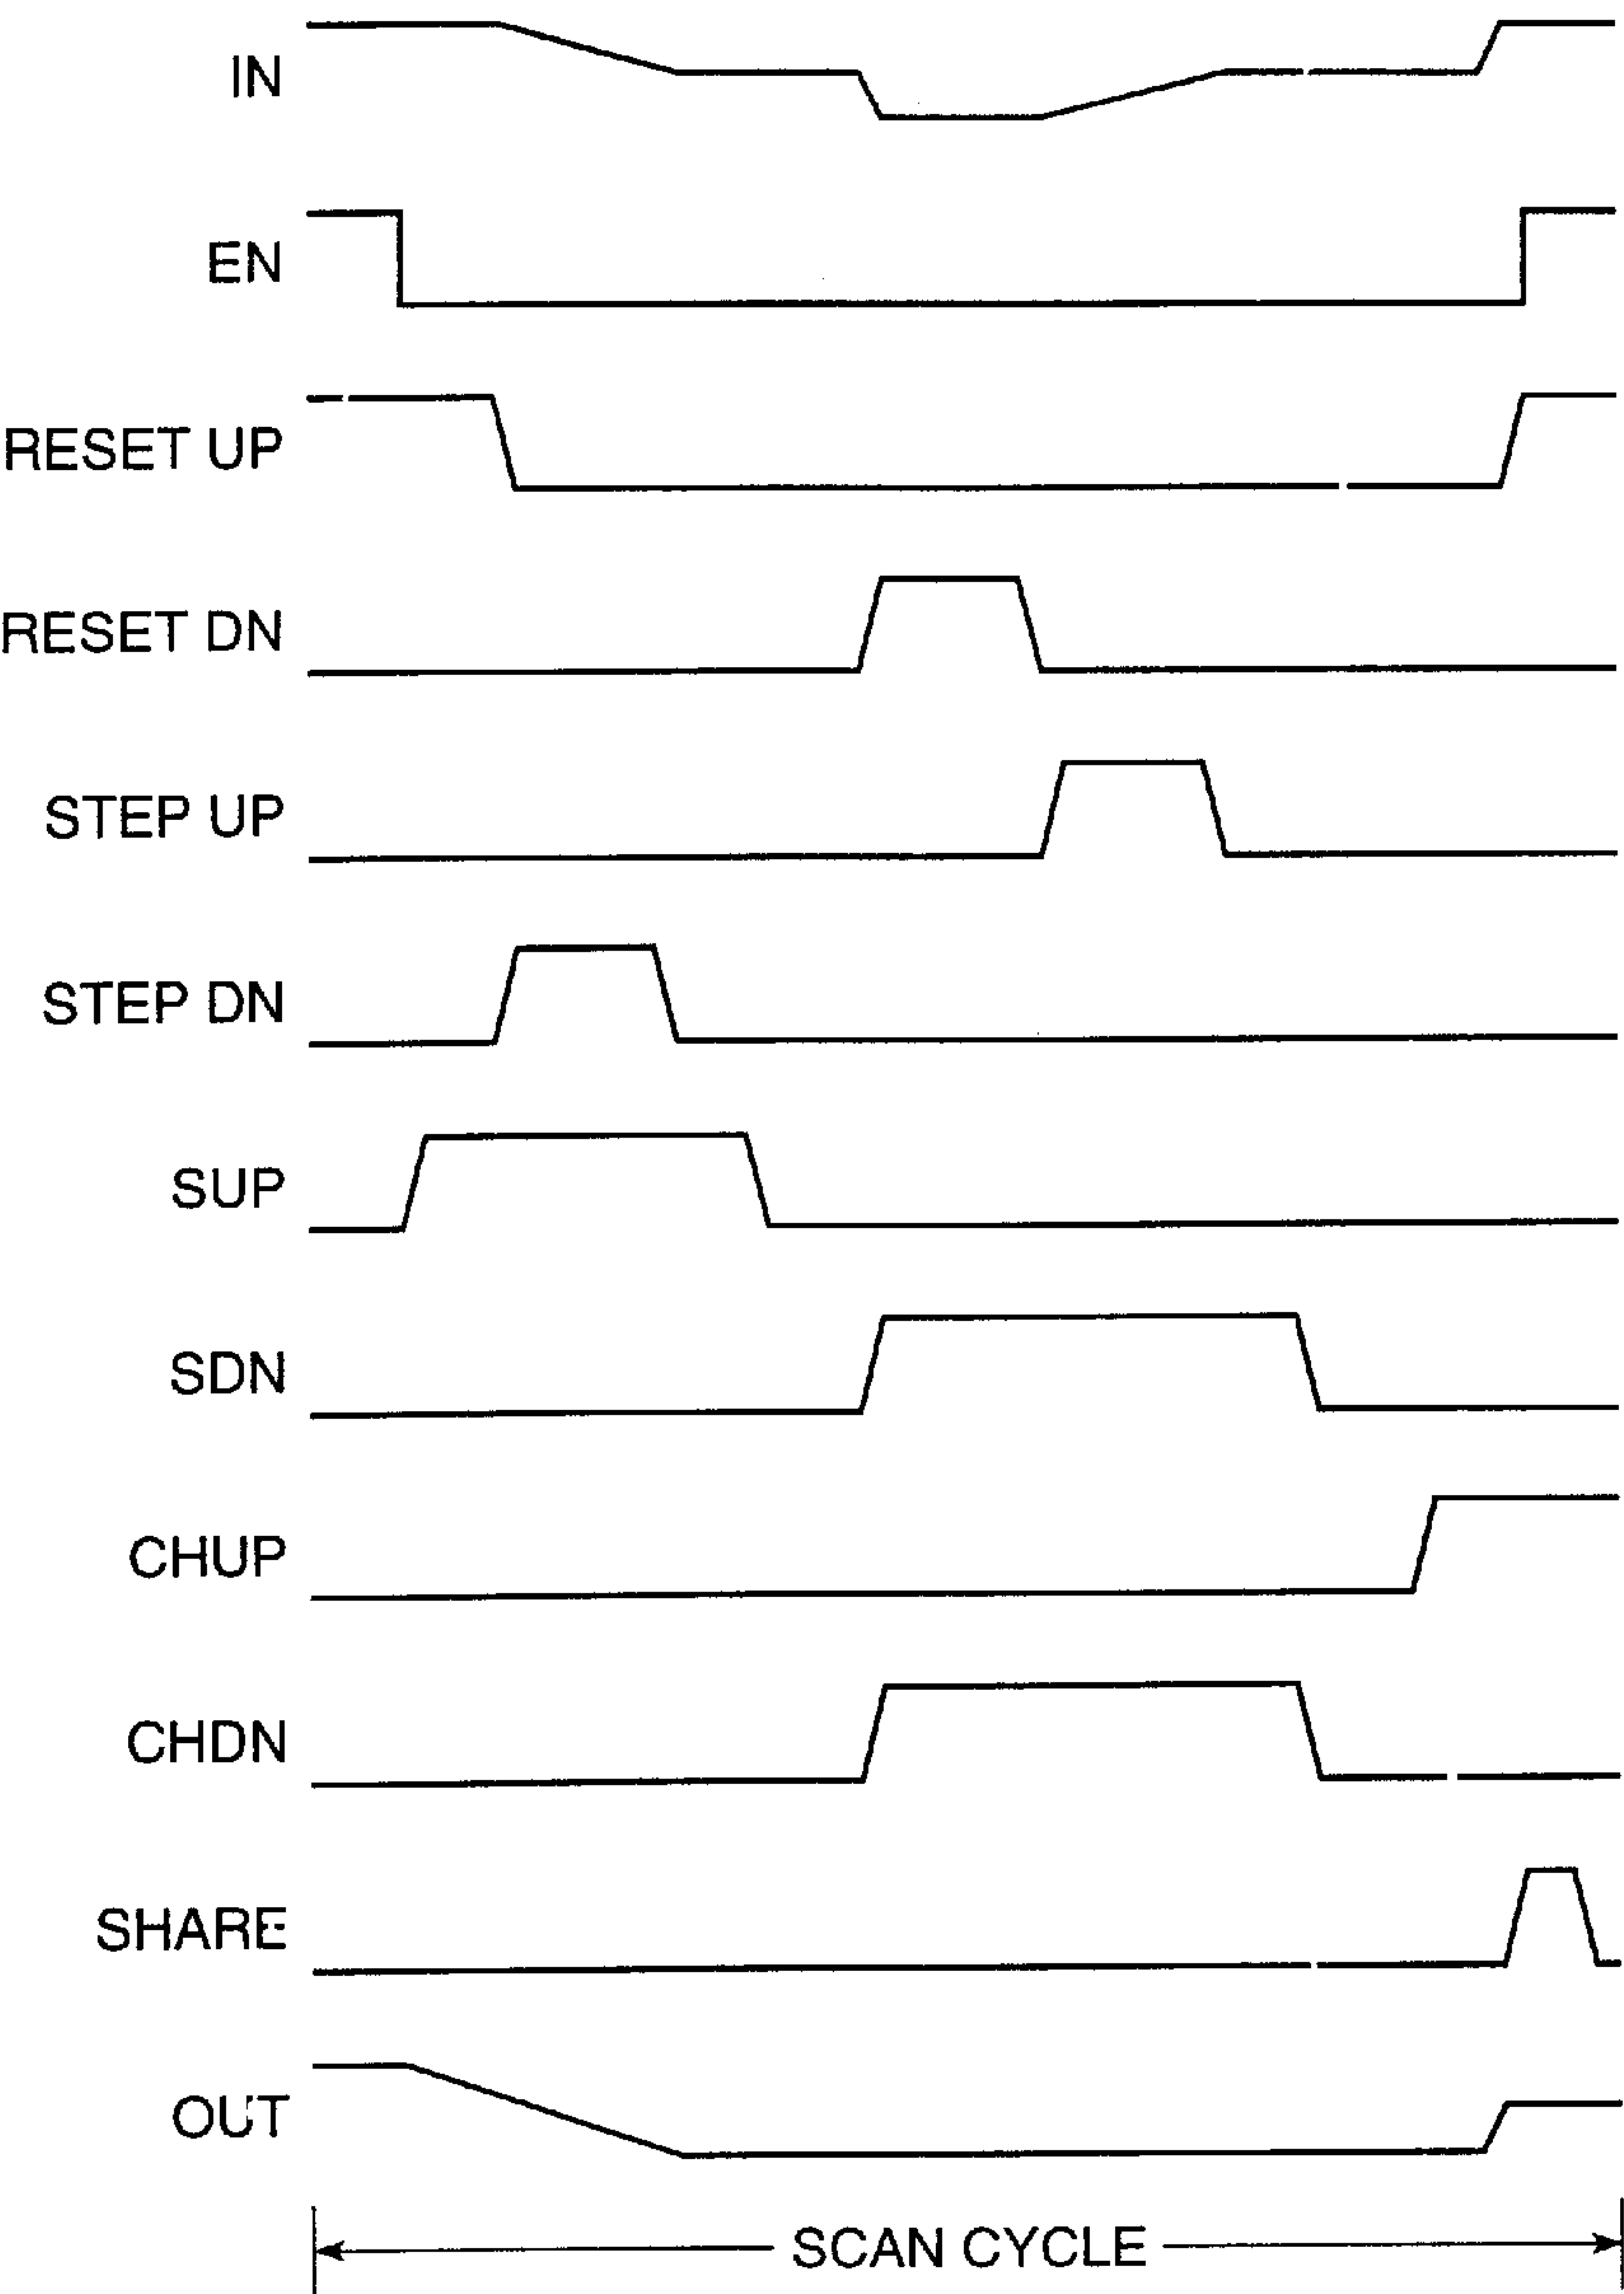 IN
EN
RESET UP
RESET DN
STEP UP
STEP DN
SUP
SDN
CHUP
CHDN
SHARE
OUT
SCAN CYCLE